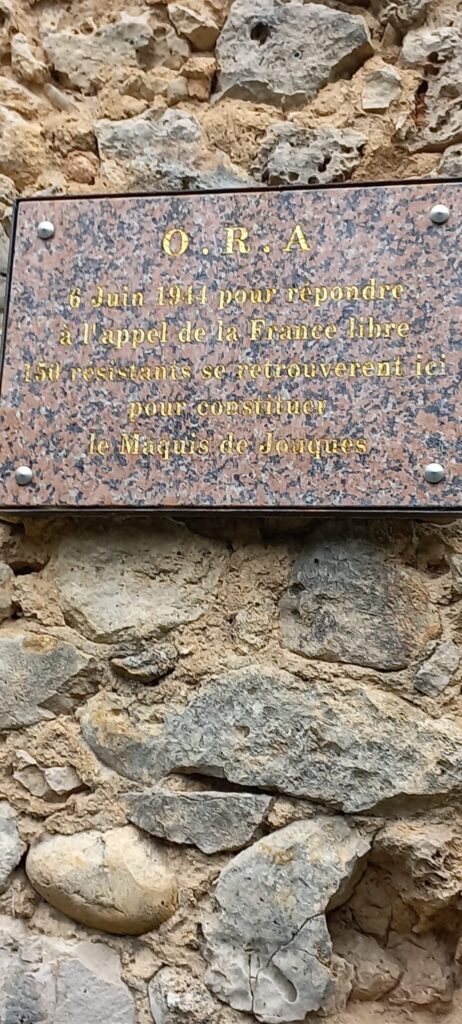 O.R.A
6 Juin 1944 pour répondre
à l'appel de la France libre
150 résistants se retrouverent ici
pour constituer
le Maquis de Jouques